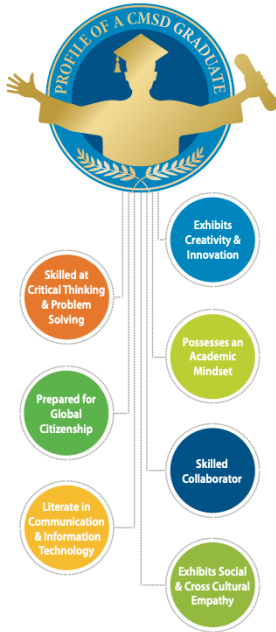 PROFILE OF A CMSD GRADUATE
Exhibits
Creativity &
Innovation
Skilled at
Critical Thinking
& Problem
Solving
Possesses an
Academic
Mindset
Prepared for
Global
Citizenship
Skilled
Collaborator
Literate in
Communication
& Information
Technology
Exhibits Social
& Cross Cultural
Empathy